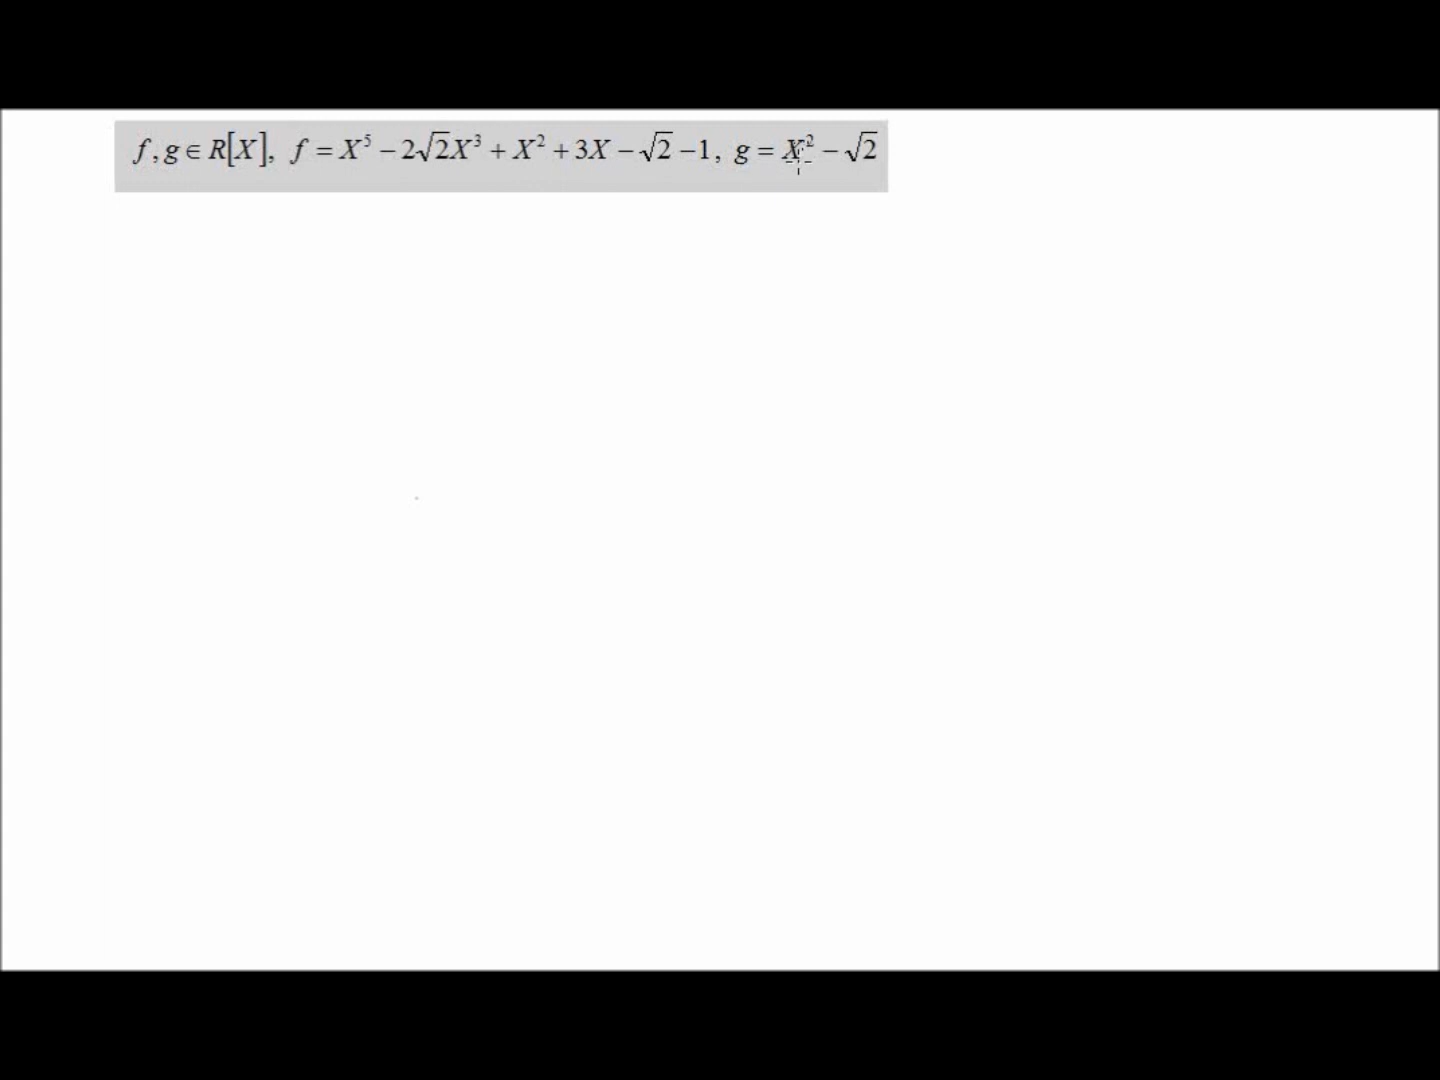 f, g ∈ R[X], f = X⁵ − 2√2X³ + X² + 3X − √2 − 1, g = X² − √2